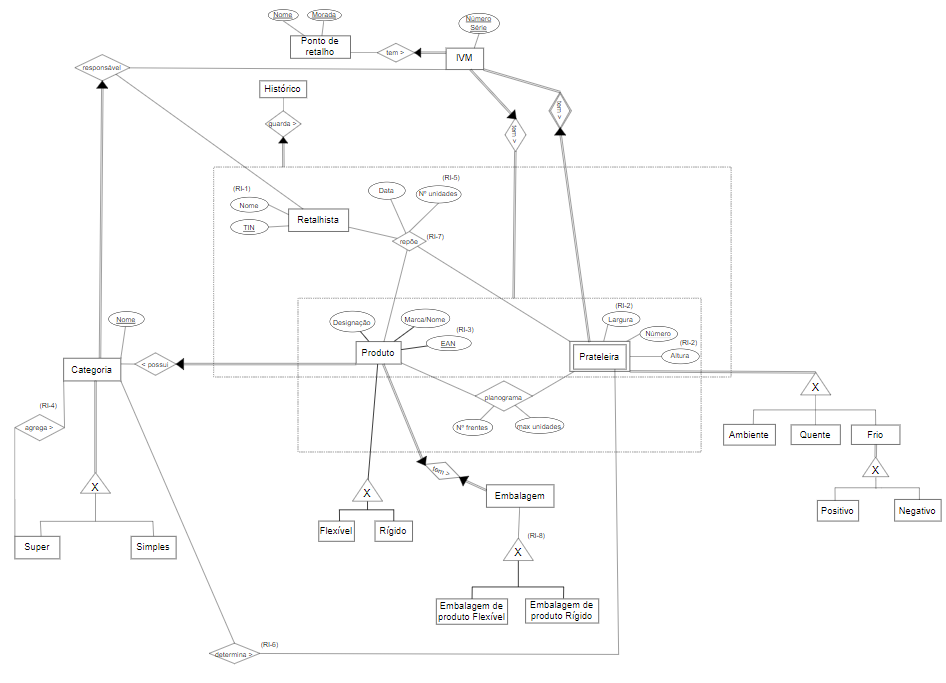 Nome
Morada
Número
Série
Ponto de
retalho
tem >
IVM
responsável
Histórico
tem >
tem >
guarda >
(RI-1)
(RI-5)
Data
Nº unidades
Nome
Retalhista
TIN
repõe
(RI-7)
(RI-2)
Nome
Designação
Marca/Nome
Largura
(RI-3)
Número
EAN
(RI-2)
Produto
Prateleira
Altura
Categoria
< possui
X
(RI-4)
planograma
agrega >
Nº frentes
max unidades
Ambiente
Quente
Frio
tem >
X
X
X
Embalagem
Positivo
Negativo
Flexível
Rígido
(RI-8)
Super
Simples
X
Embalagem de
produto Flexível
Embalagem de
produto Rígido
(RI-6)
determina >